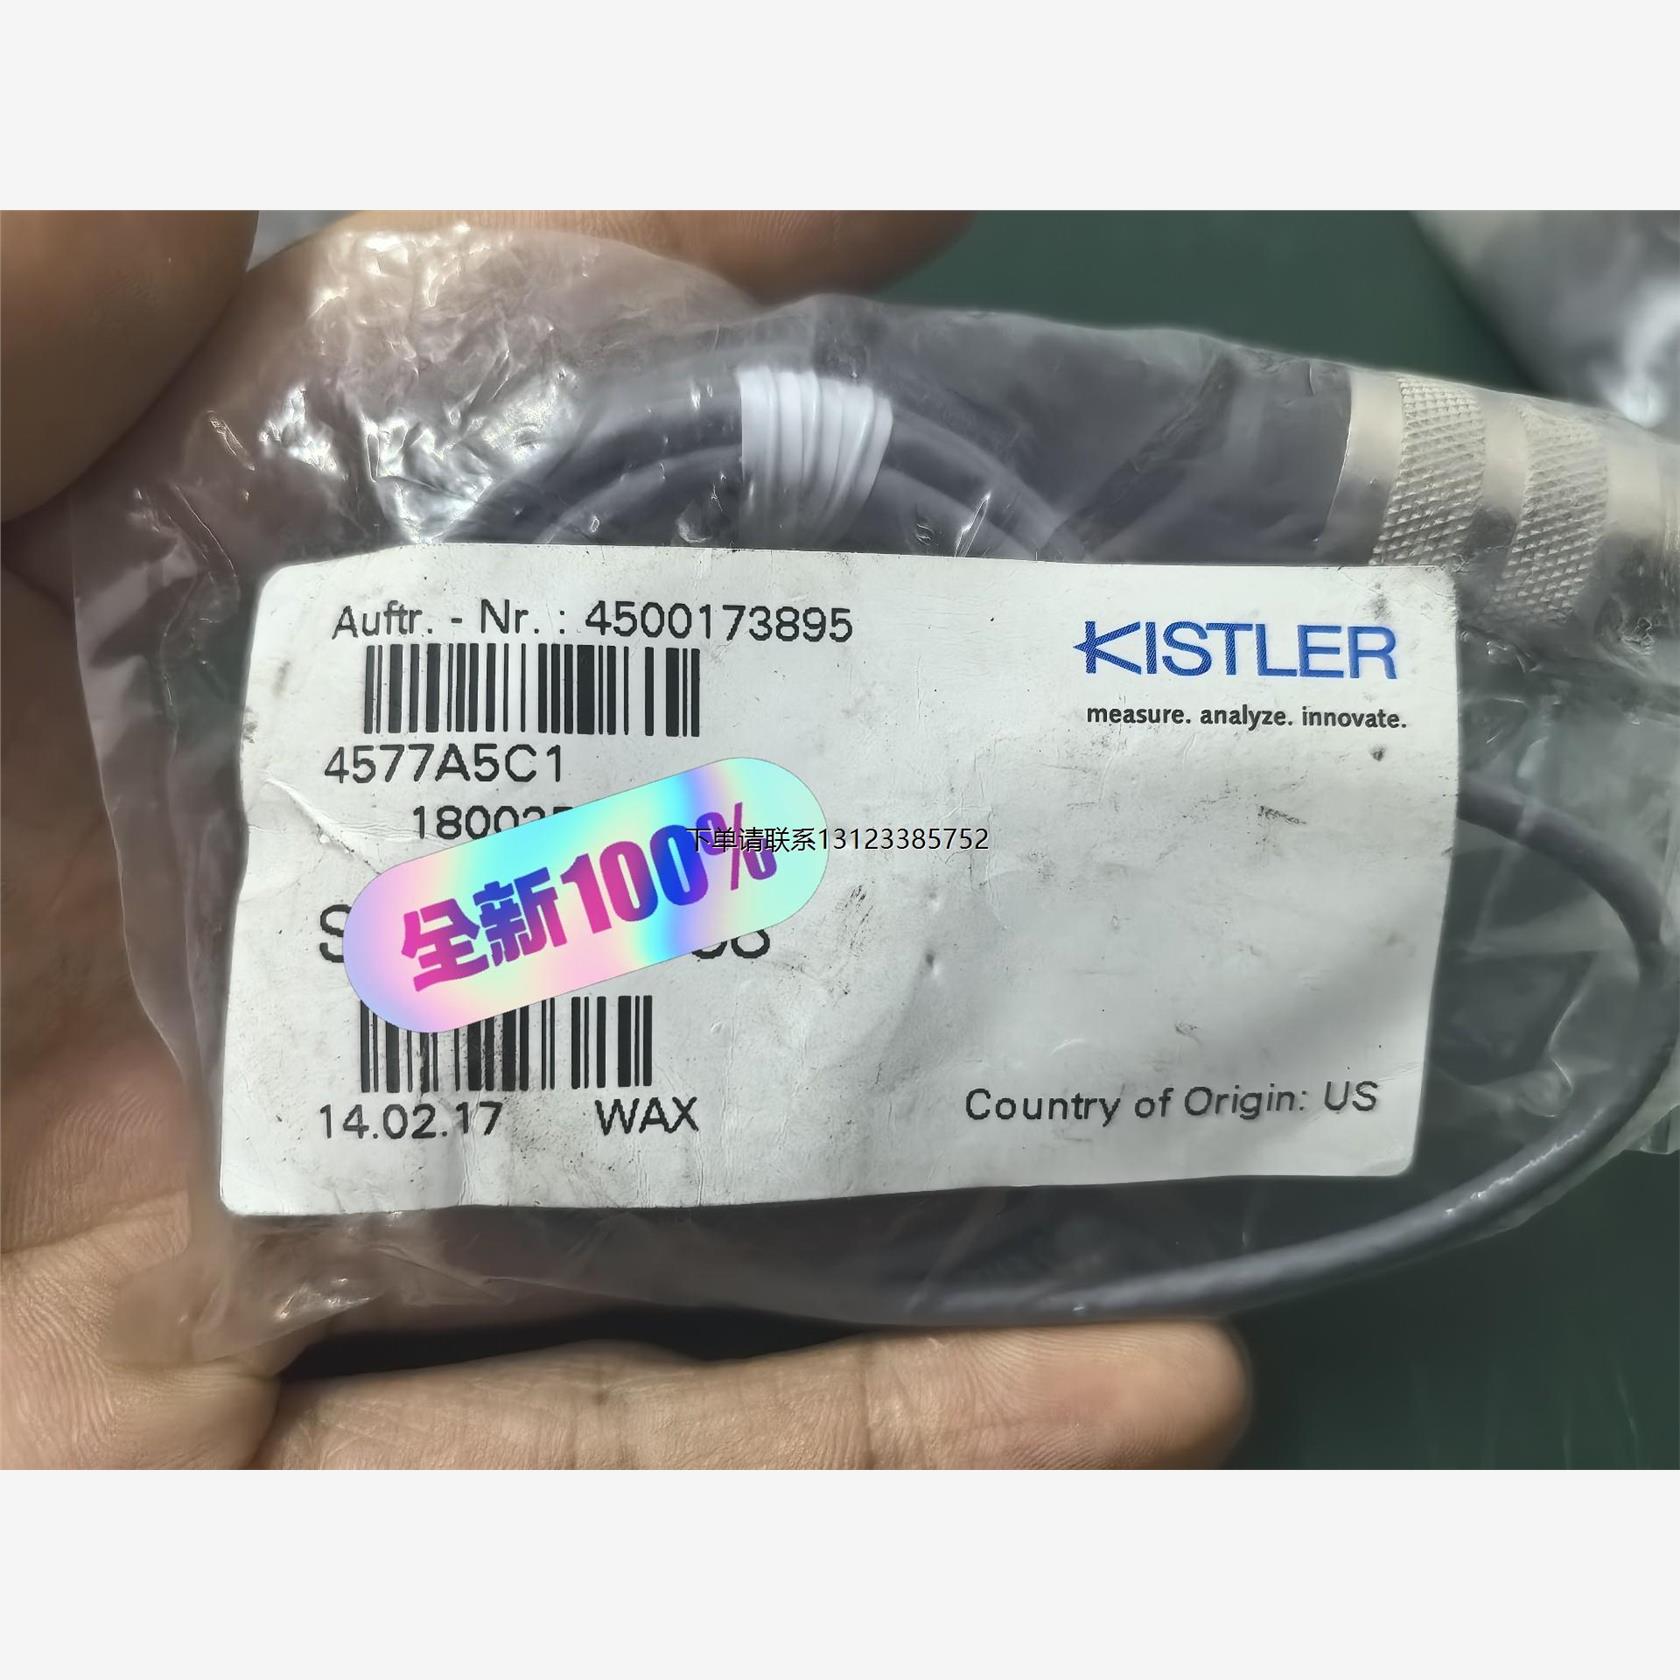 Auftr. - Nr. : 4500173895
KISTLER
measure. analyze. innovate.
4577A5C1
下单请联系13123385752
全新100%
14.02.17 WAX
Country of Origin: US